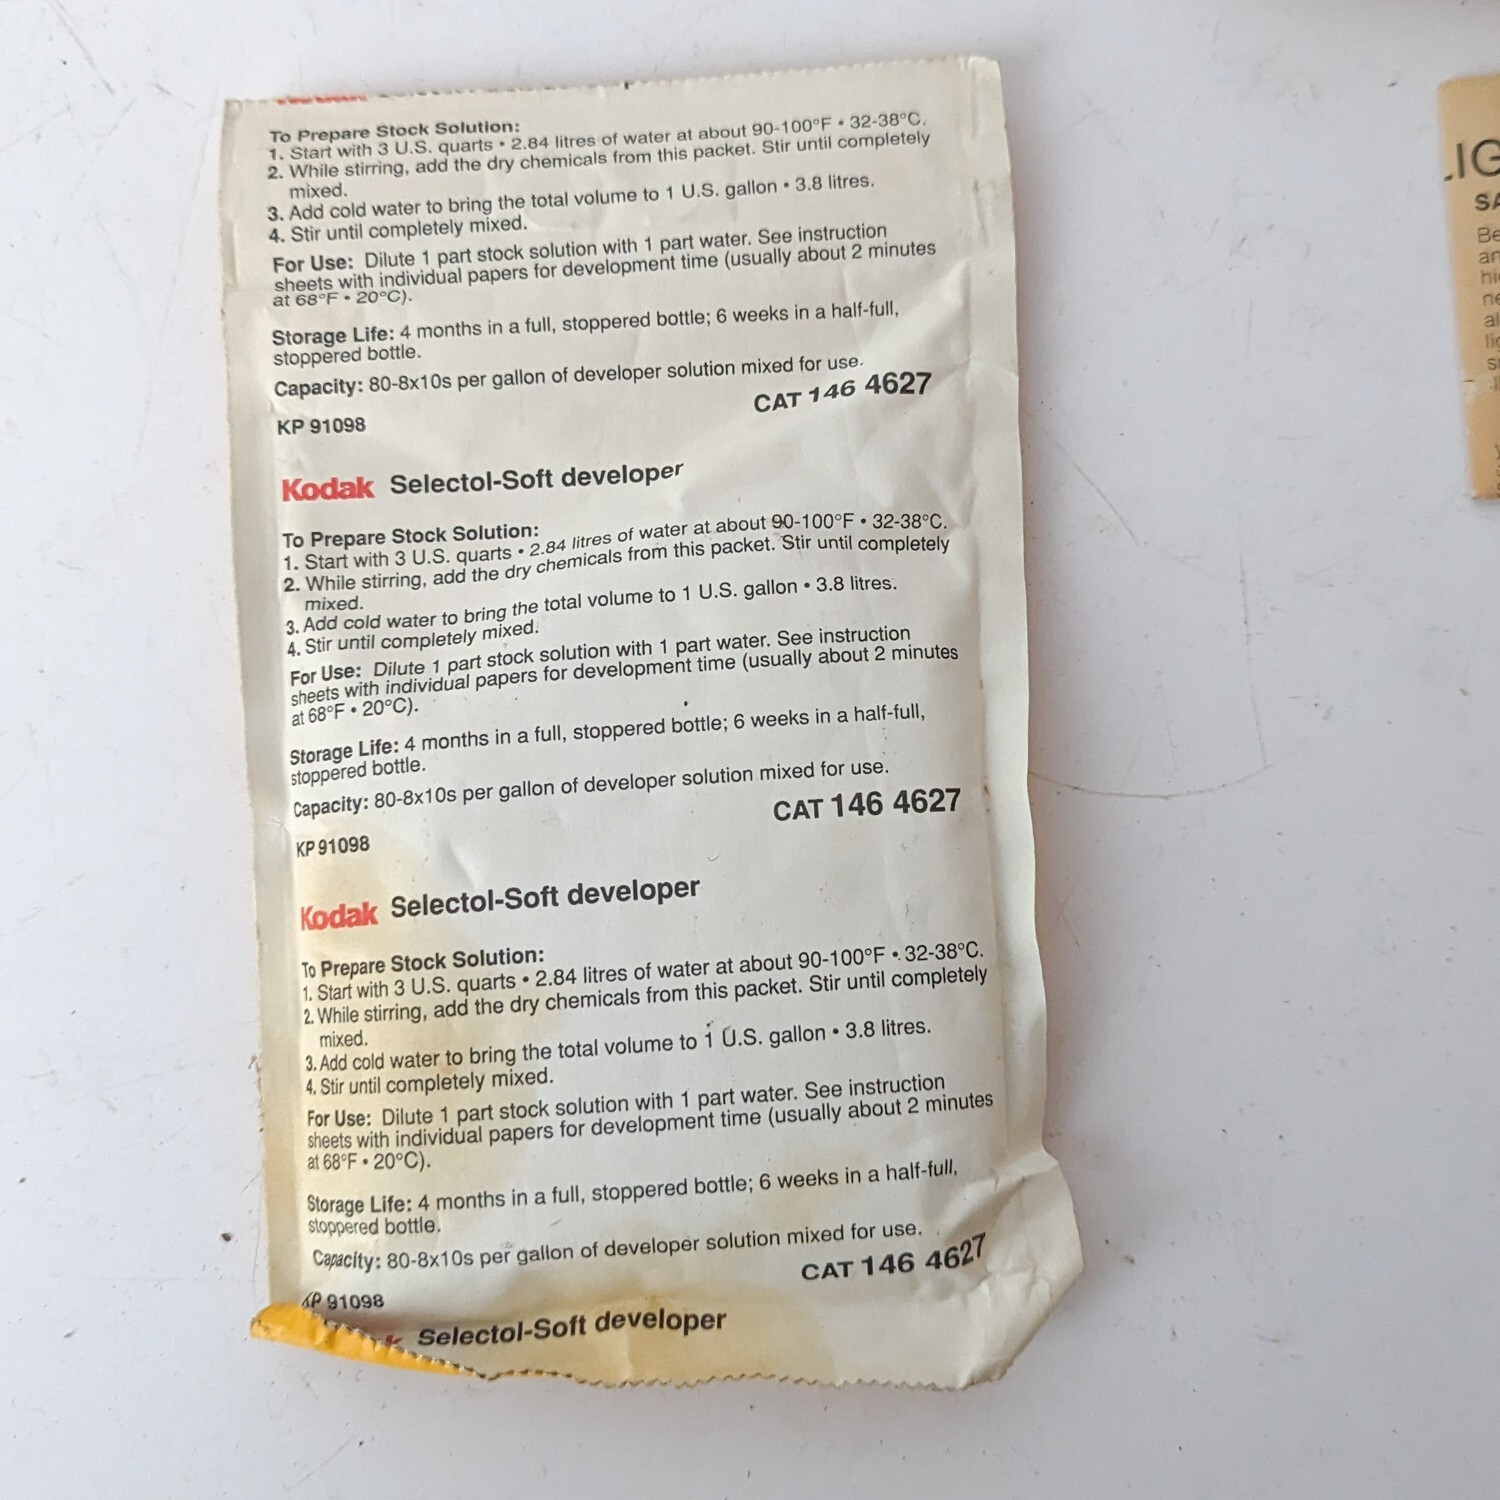 To Prepare Stock Solution:
1. Start with 3 U.S. quarts • 2.84 litres of water at about 90-100°F • 32-38°C.
2. While stirring, add the dry chemicals from this packet. Stir until completely
mixed.
3. Add cold water to bring the total volume to 1 U.S. gallon • 3.8 litres.
4. Stir until completely mixed.
For Use: Dilute 1 part stock solution with 1 part water. See instruction
sheets with individual papers for development time (usually about 2 minutes
at 68°F • 20°C).
Storage Life: 4 months in a full, stoppered bottle; 6 weeks in a half-full,
stoppered bottle.
Capacity: 80-8x10s per gallon of developer solution mixed for use.
CAT 146 4627
KP 91098
Kodak Selectol-Soft developer
To Prepare Stock Solution:
1. Start with 3 U.S. quarts • 2.84 litres of water at about 90-100°F • 32-38°C.
2. While stirring, add the dry chemicals from this packet. Stir until completely
mixed.
3. Add cold water to bring the total volume to 1 U.S. gallon • 3.8 litres.
4. Stir until completely mixed.
For Use: Dilute 1 part stock solution with 1 part water. See instruction
sheets with individual papers for development time (usually about 2 minutes
at 68°F • 20°C).
Storage Life: 4 months in a full, stoppered bottle; 6 weeks in a half-full,
stoppered bottle.
Capacity: 80-8x10s per gallon of developer solution mixed for use.
CAT 146 4627
KP 91098
Kodak Selectol-Soft developer
To Prepare Stock Solution:
1. Start with 3 U.S. quarts • 2.84 litres of water at about 90-100°F • 32-38°C.
2. While stirring, add the dry chemicals from this packet. Stir until completely
mixed.
3. Add cold water to bring the total volume to 1 U.S. gallon • 3.8 litres.
4. Stir until completely mixed.
For Use: Dilute 1 part stock solution with 1 part water. See instruction
sheets with individual papers for development time (usually about 2 minutes
at 68°F • 20°C).
Storage Life: 4 months in a full, stoppered bottle; 6 weeks in a half-full,
stoppered bottle.
Capacity: 80-8x10s per gallon of developer solution mixed for use.
CAT 146 4627
KP 91098
Selectol-Soft developer